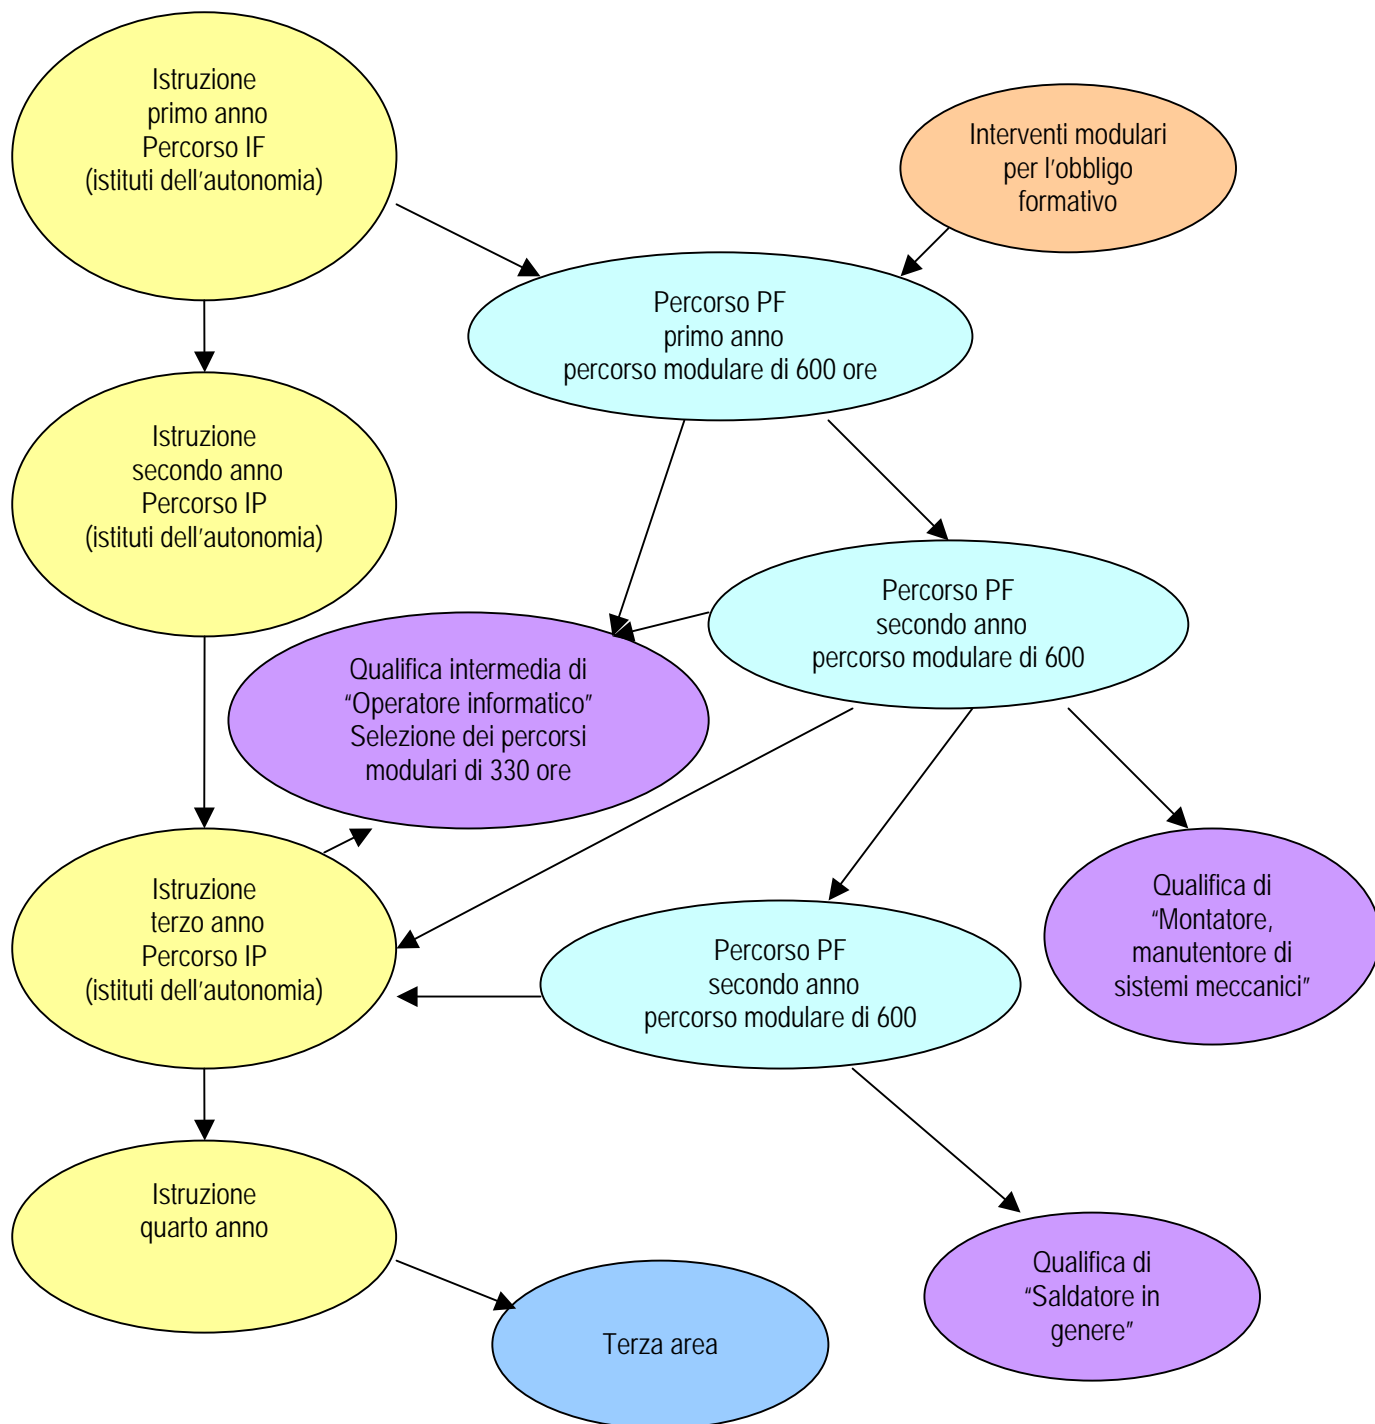 Istruzione
primo anno
Percorso IF
(istituti dell'autonomia)
Interventi modulari
per l'obbligo
formativo
Percorso PF
primo anno
percorso modulare di 600 ore
Istruzione
secondo anno
Percorso IP
(istituti dell'autonomia)
Percorso PF
secondo anno
percorso modulare di 600
Qualifica intermedia di
“Operatore informatico”
Selezione dei percorsi
modulari di 330 ore
Istruzione
terzo anno
Percorso IP
(istituti dell'autonomia)
Percorso PF
secondo anno
percorso modulare di 600
Qualifica di
“Montatore,
manutentore di
sistemi meccanici”
Istruzione
quarto anno
Qualifica di
“Saldatore in
genere”
Terza area